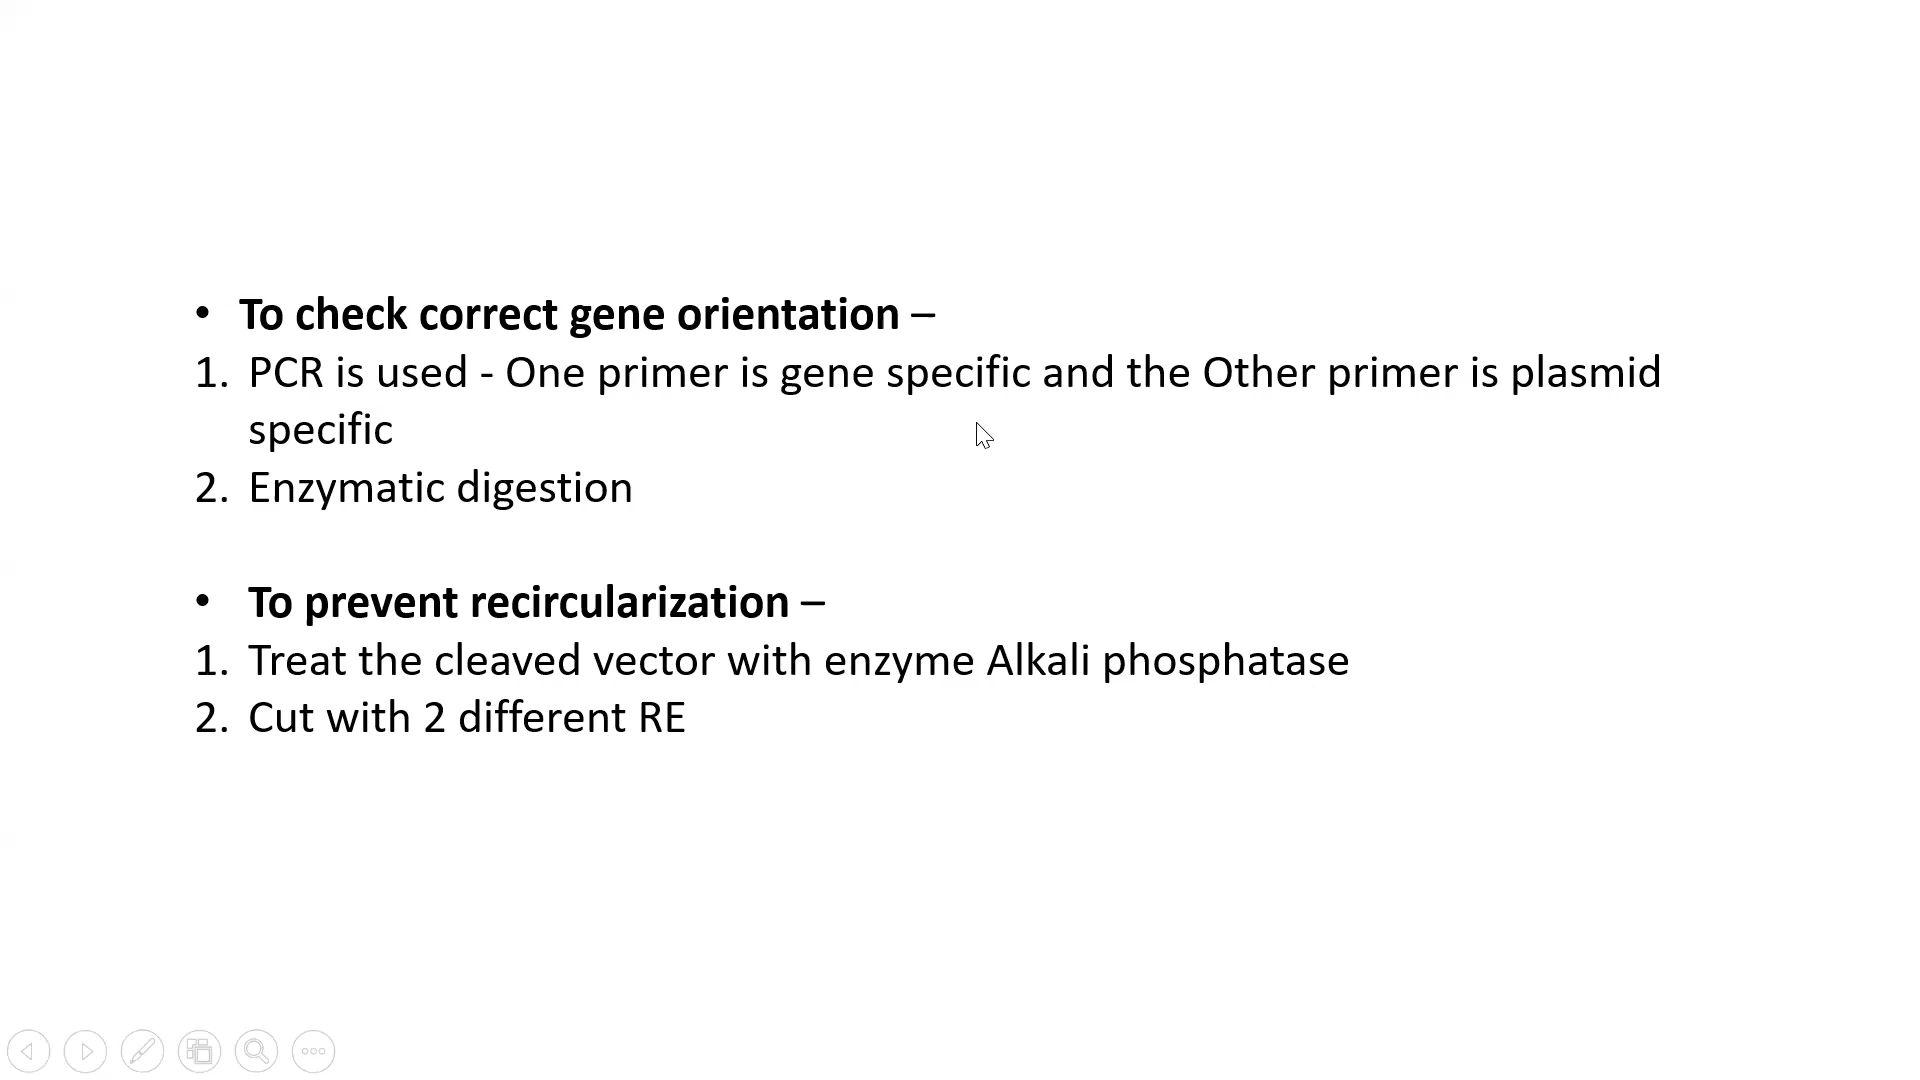 • To check correct gene orientation –
1. PCR is used - One primer is gene specific and the Other primer is plasmid
specific
2. Enzymatic digestion
• To prevent recircularization –
1. Treat the cleaved vector with enzyme Alkali phosphatase
2. Cut with 2 different RE